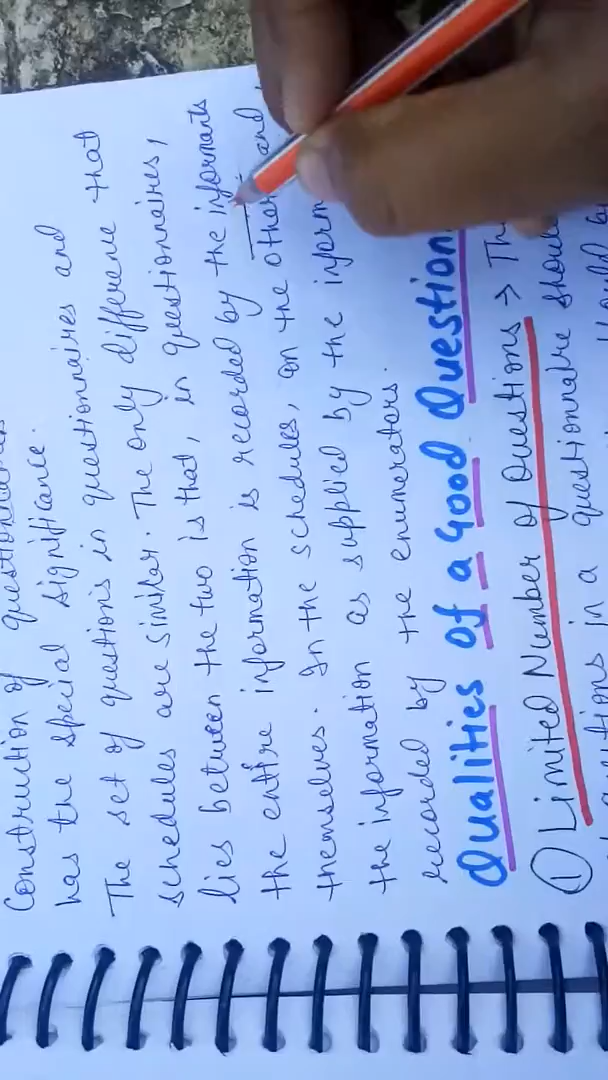 Construction of questionnaires
has the special significance.
The set of questions in questionnaires and
schedules are similar. The only difference that
lies between the two is that, in questionnaires,
the entire information is recorded by the informants
themselves. In the schedules, on the other and,
the information as supplied by the inform
recorded by the enumerators.
Qualities of a Good Question
① Limited Number of Questions → Th
questions in a questionnaire shou